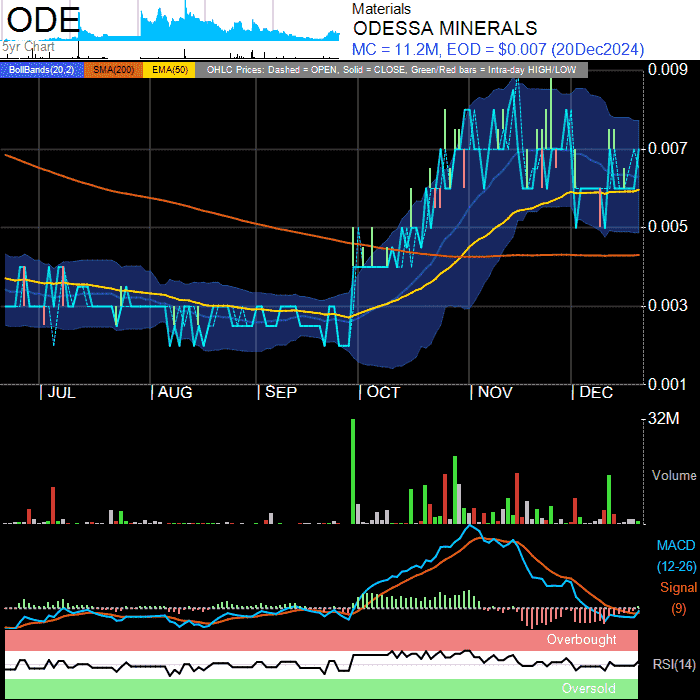 ODE
5yr Chart
Materials
ODESSA MINERALS
MC = 11.2M, EOD = $0.007 (20Dec2024)
BollBands(20,2) SMA(200) EMA(50) OHLC Prices: Dashed = OPEN, Solid = CLOSE, Green/Red bars = Intra-day HIGH/LOW
0.009
0.007
0.005
0.003
0.001
| JUL | AUG | SEP | OCT | NOV | DEC
32M
Volume
MACD
(12-26)
Signal
(9)
Overbought
RSI(14)
Oversold